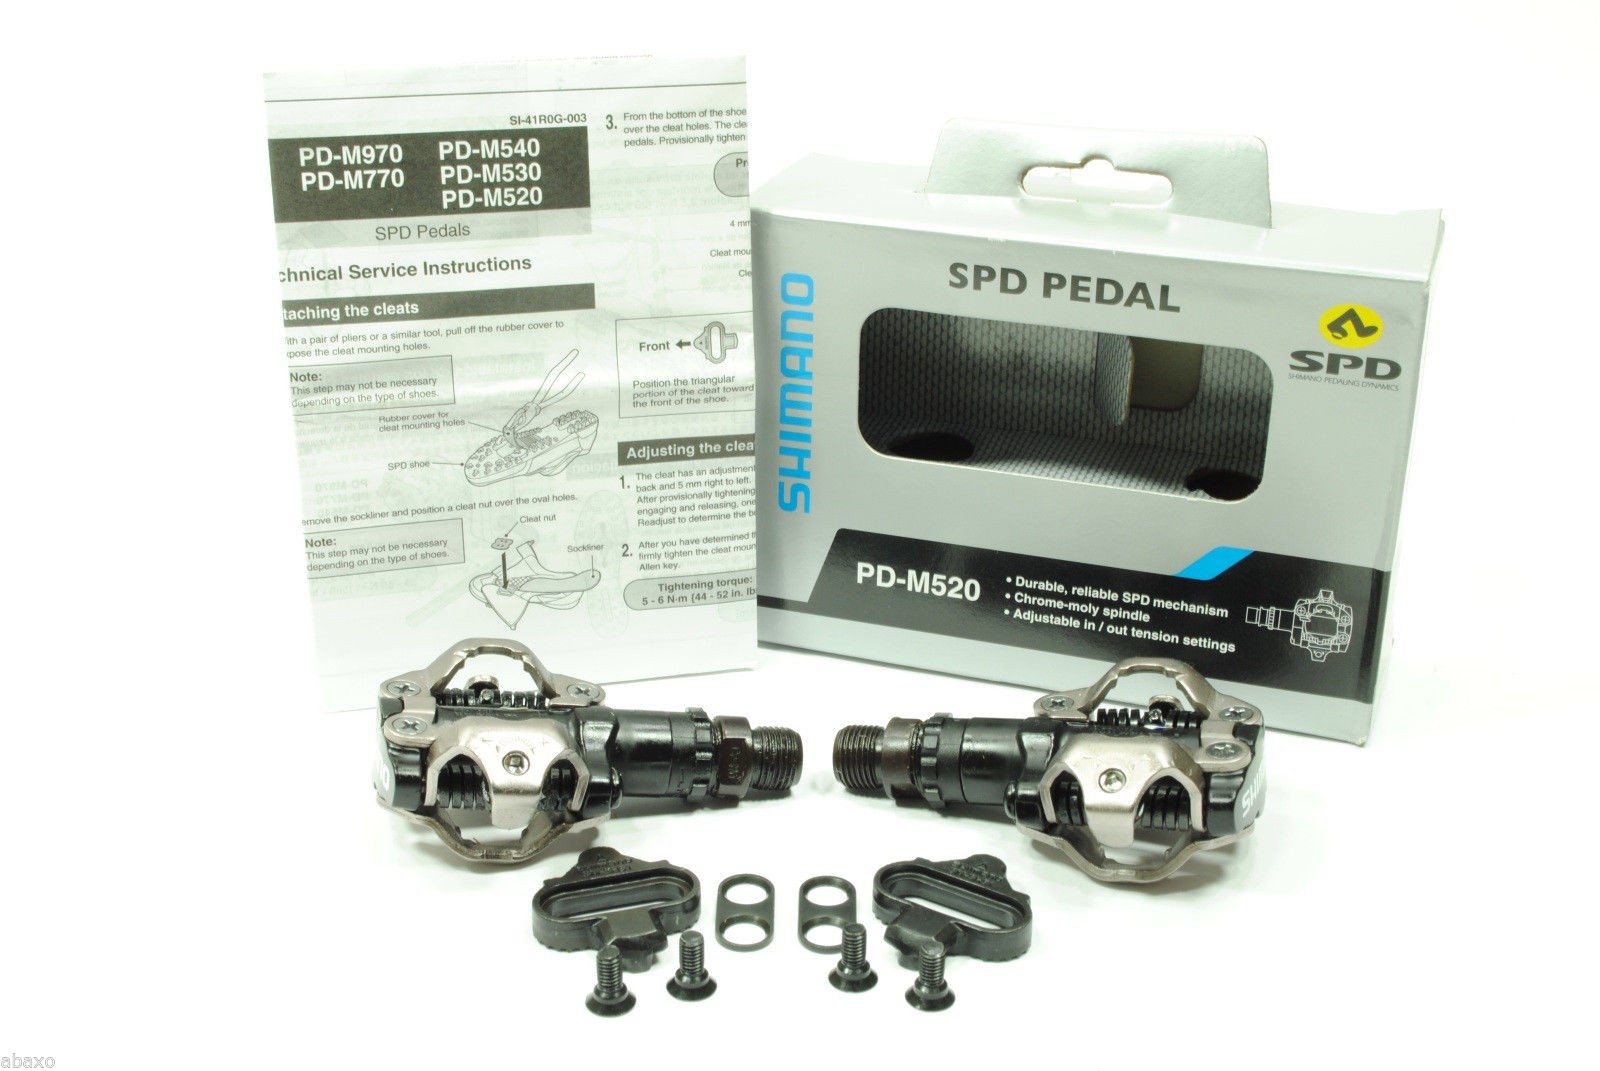 SI-41R0G-003
PD-M970 PD-M540
PD-M770 PD-M530
PD-M520
SPD Pedals
chnical Service Instructions
taching the cleats
ith a pair of pliers or a similar tool, pull off the rubber cover to
pose the cleat mounting holes.
Note:
This step may not be necessary
depending on the type of shoes.
Rubber cover for
cleat mounting holes
SPD shoe
emove the sockliner and position a cleat nut over the oval holes.
Note:
This step may not be necessary
depending on the type of shoes.
Cleat nut
Sockliner
3. From the bottom of the shoe
over the cleat holes. The cle
pedals. Provisionally tighten
Pr
4 mm
Cleat mou
Cle
Front
Position the triangular
portion of the cleat toward
the front of the shoe.
Adjusting the clea
1. The cleat has an adjustment
back and 5 mm right to left.
After provisionally tightening
engaging and releasing, one
Readjust to determine the b
2. After you have determined t
firmly tighten the cleat moun
Allen key.
Tightening torque:
5 - 6 N·m {44 - 52 in. lb
SHIMANO
SPD PEDAL
SPD
SHIMANO PEDALING DYNAMICS
PD-M520
• Durable, reliable SPD mechanism
• Chrome-moly spindle
• Adjustable in / out tension settings
SHIM
abaxo